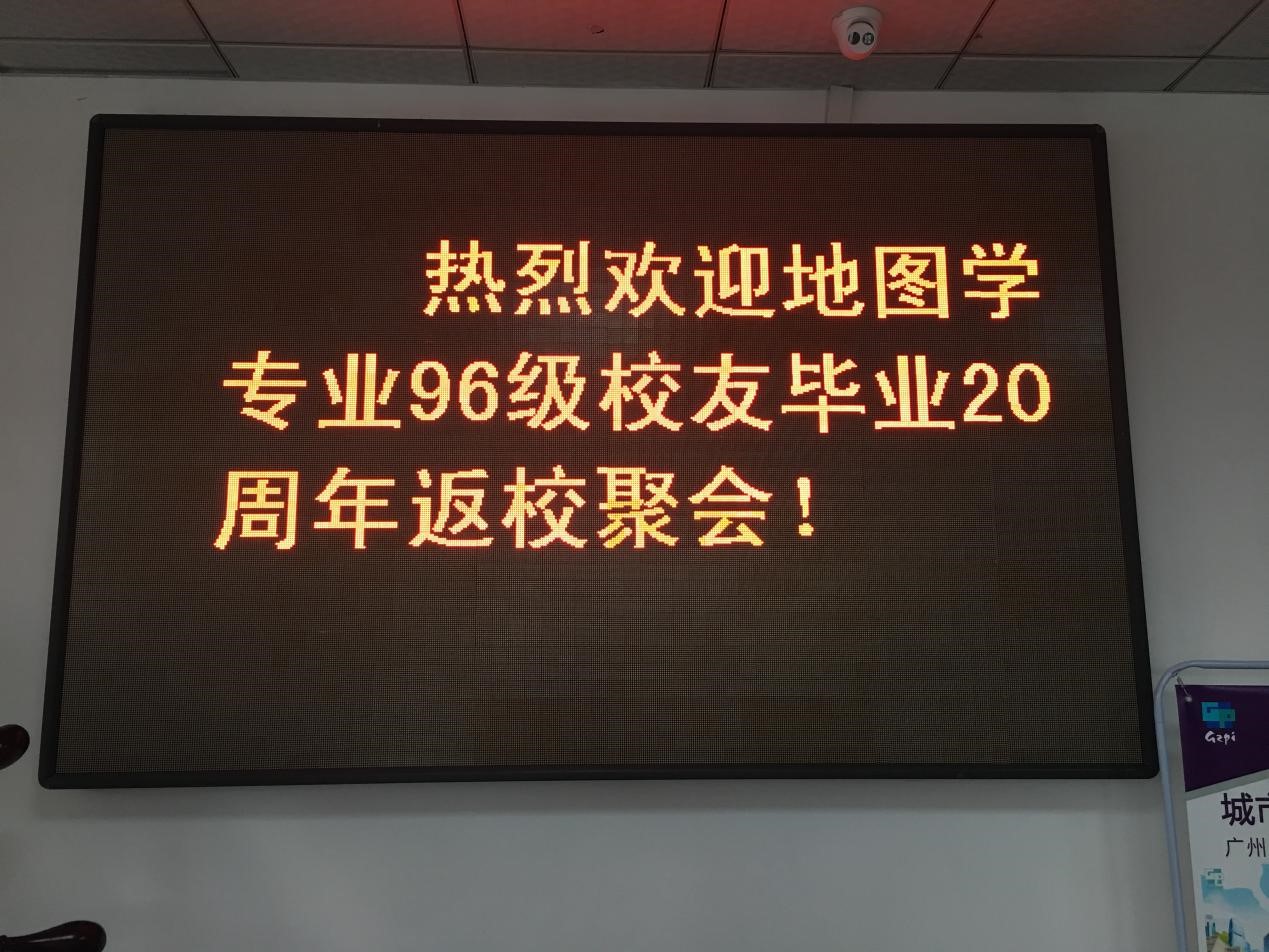 热烈欢迎地图学
专业96级校友毕业20
周年返校聚会！
Gzpi
城市
广州